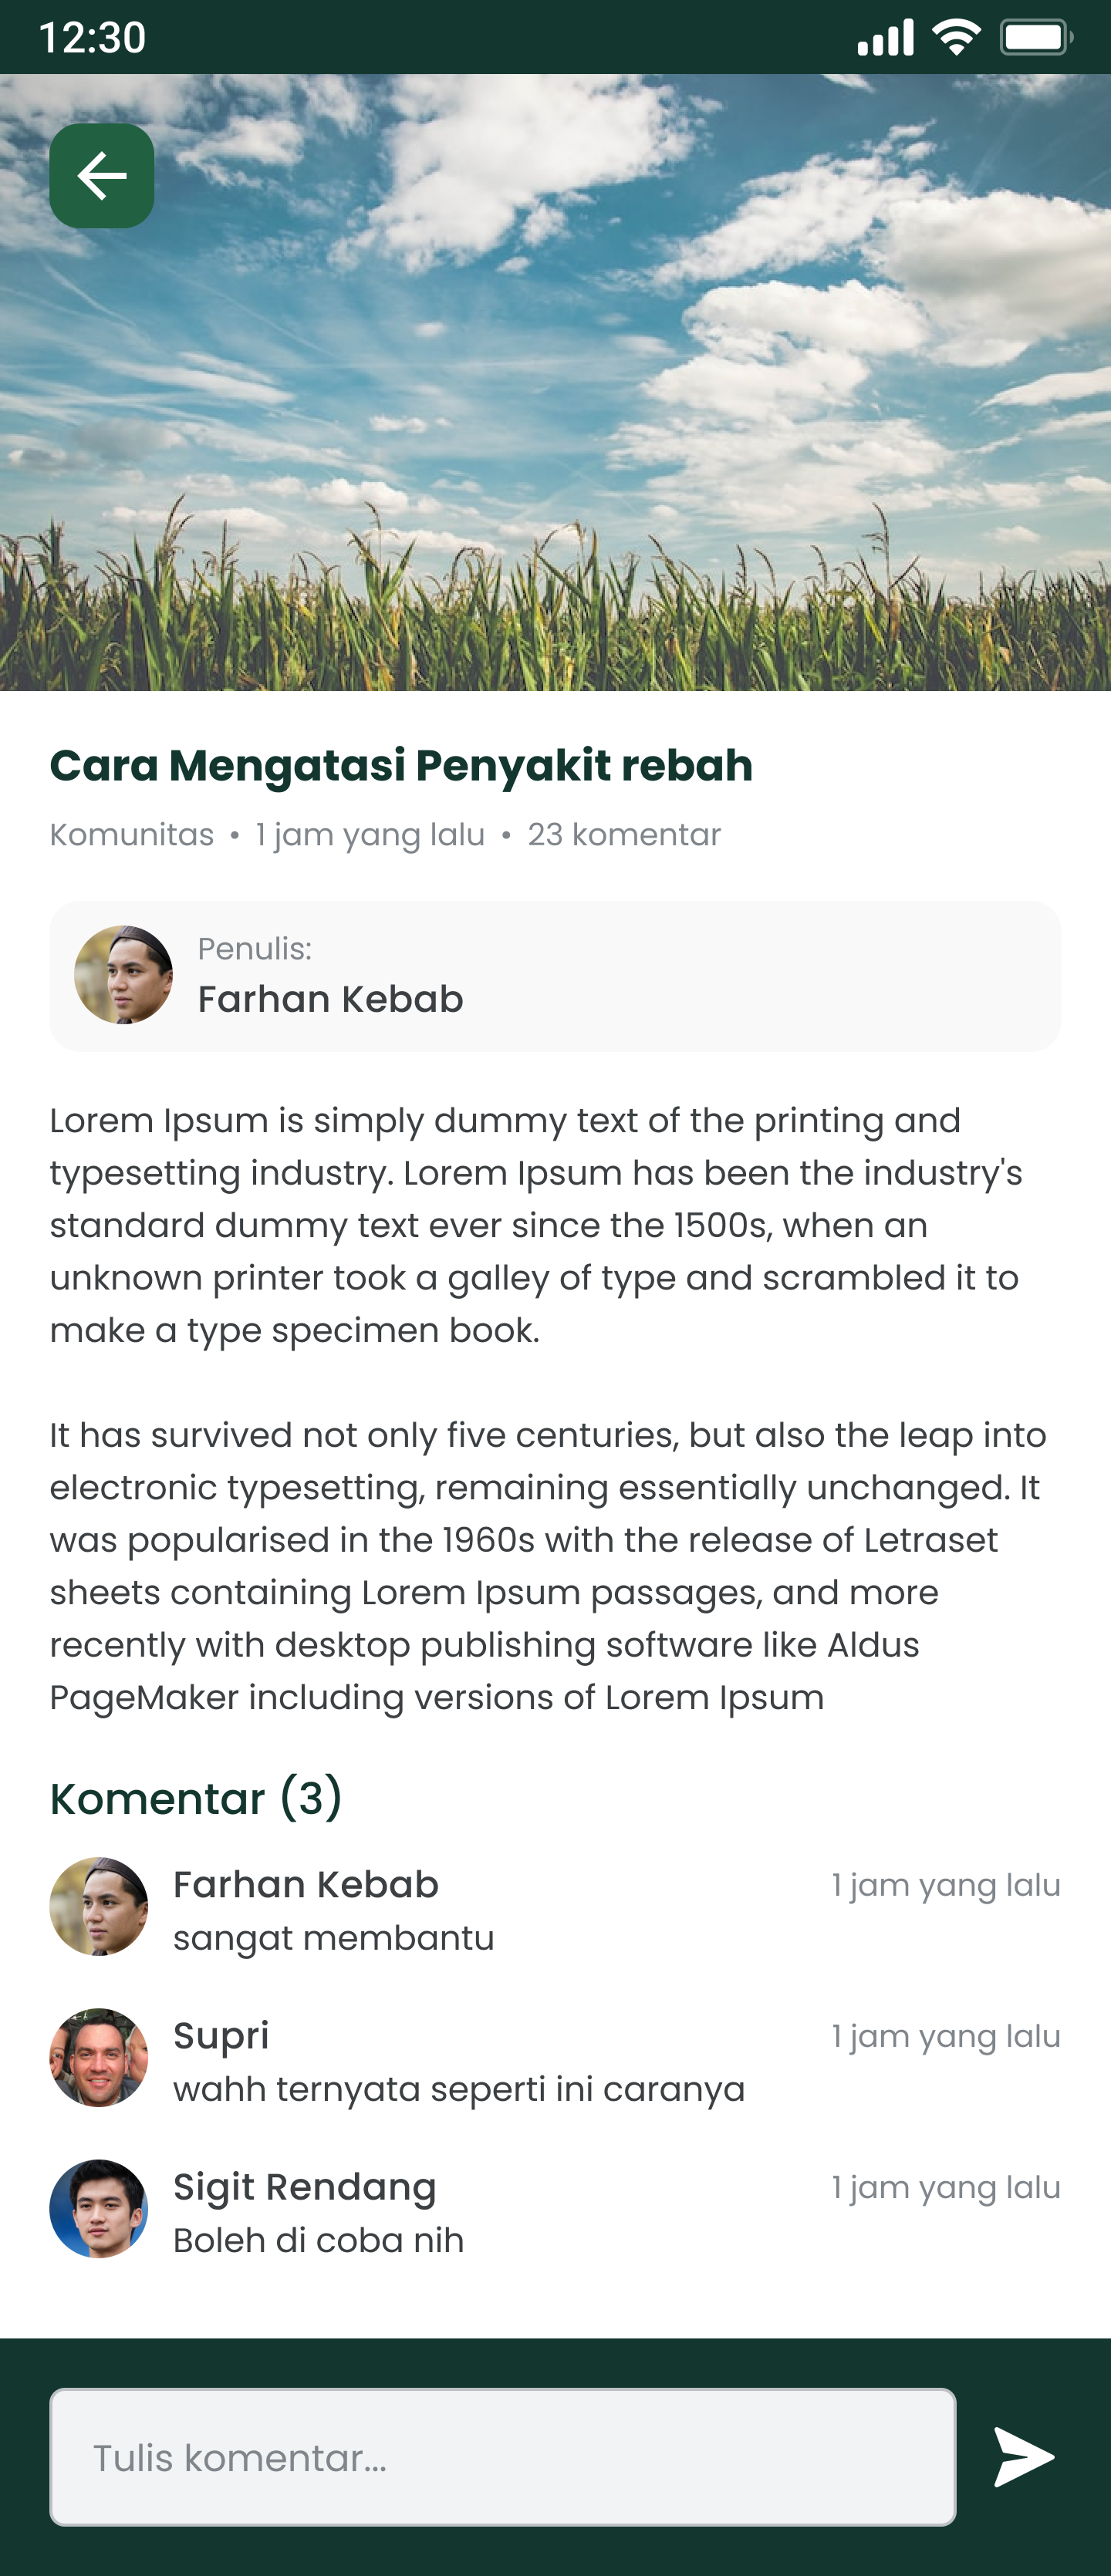 12:30
Cara Mengatasi Penyakit rebah
Komunitas • 1 jam yang lalu • 23 komentar
Penulis:
Farhan Kebab
Lorem Ipsum is simply dummy text of the printing and
typesetting industry. Lorem Ipsum has been the industry's
standard dummy text ever since the 1500s, when an
unknown printer took a galley of type and scrambled it to
make a type specimen book.
It has survived not only five centuries, but also the leap into
electronic typesetting, remaining essentially unchanged. It
was popularised in the 1960s with the release of Letraset
sheets containing Lorem Ipsum passages, and more
recently with desktop publishing software like Aldus
PageMaker including versions of Lorem Ipsum
Komentar (3)
Farhan Kebab 1 jam yang lalu
sangat membantu
Supri 1 jam yang lalu
wahh ternyata seperti ini caranya
Sigit Rendang 1 jam yang lalu
Boleh di coba nih
Tulis komentar...